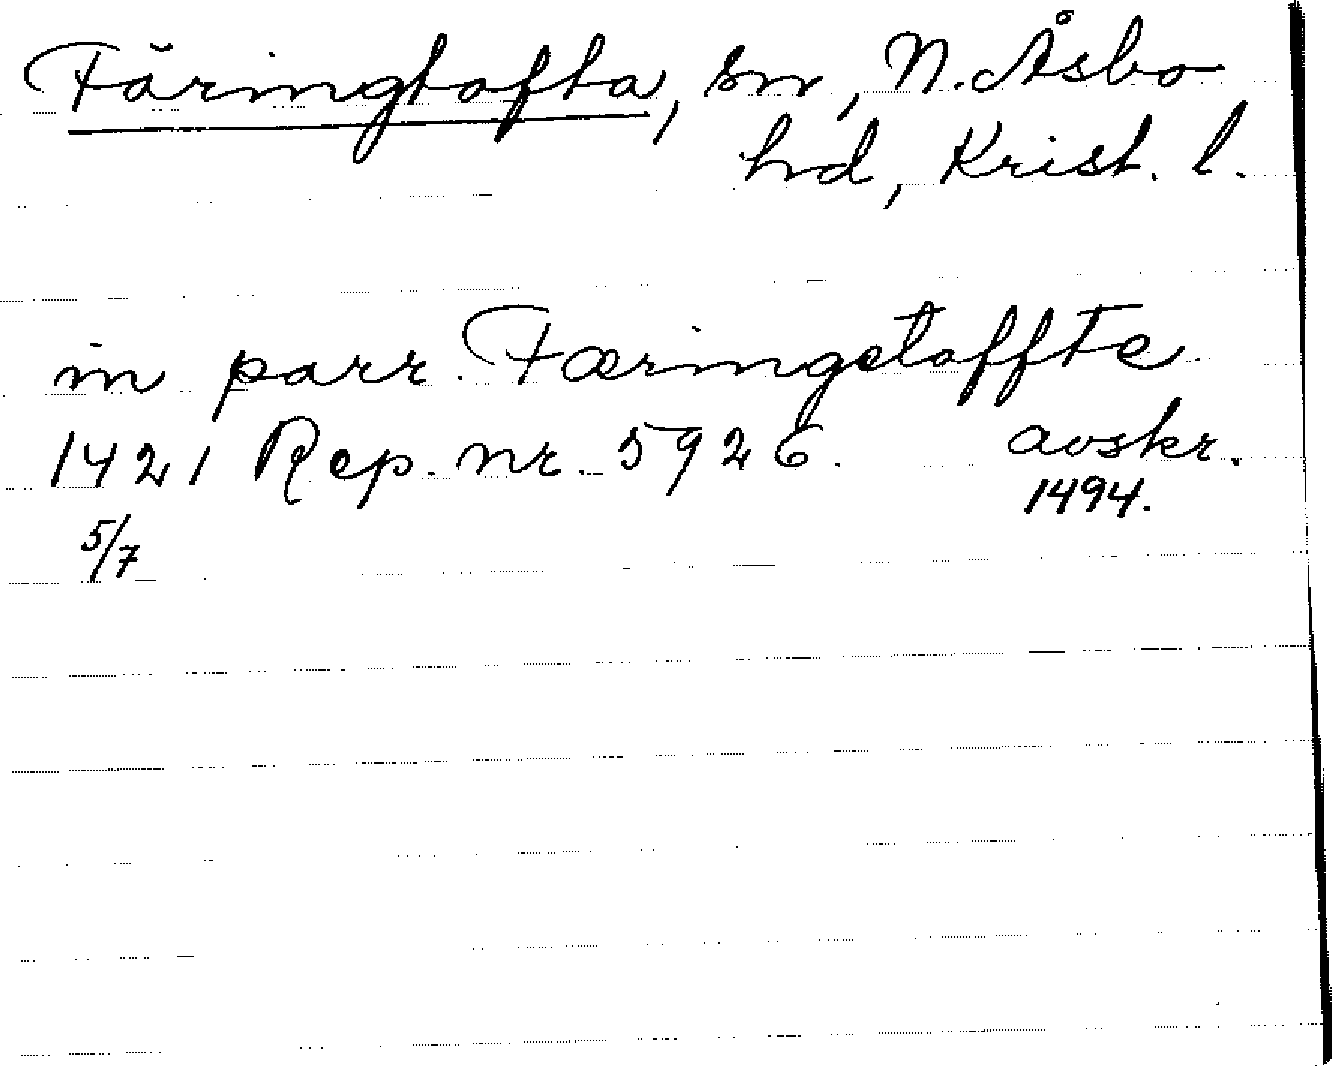 Färingtofta, sn, N. Åsbo
hd, Krist. l.
in parr. Færingetoffte
1421 Rep. nr. 5926. avskr.
5/7 1494.